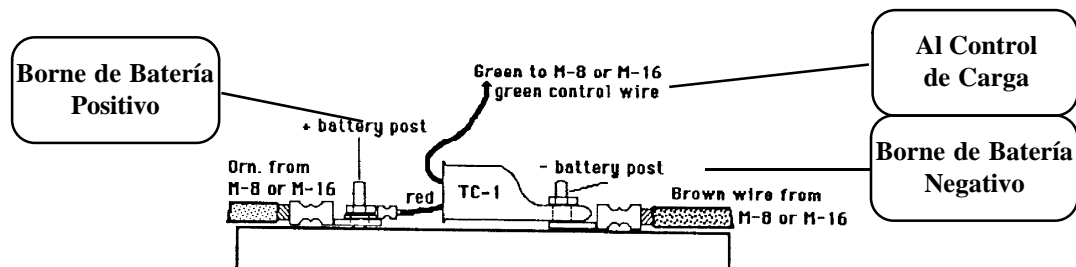 Borne de Batería
Positivo
Al Control
de Carga
Green to M-8 or M-16
green control wire
+ battery post
Borne de Batería
Negativo
- battery post
Orn. from
M-8 or M-16
red
TC-1
Brown wire from
M-8 or M-16